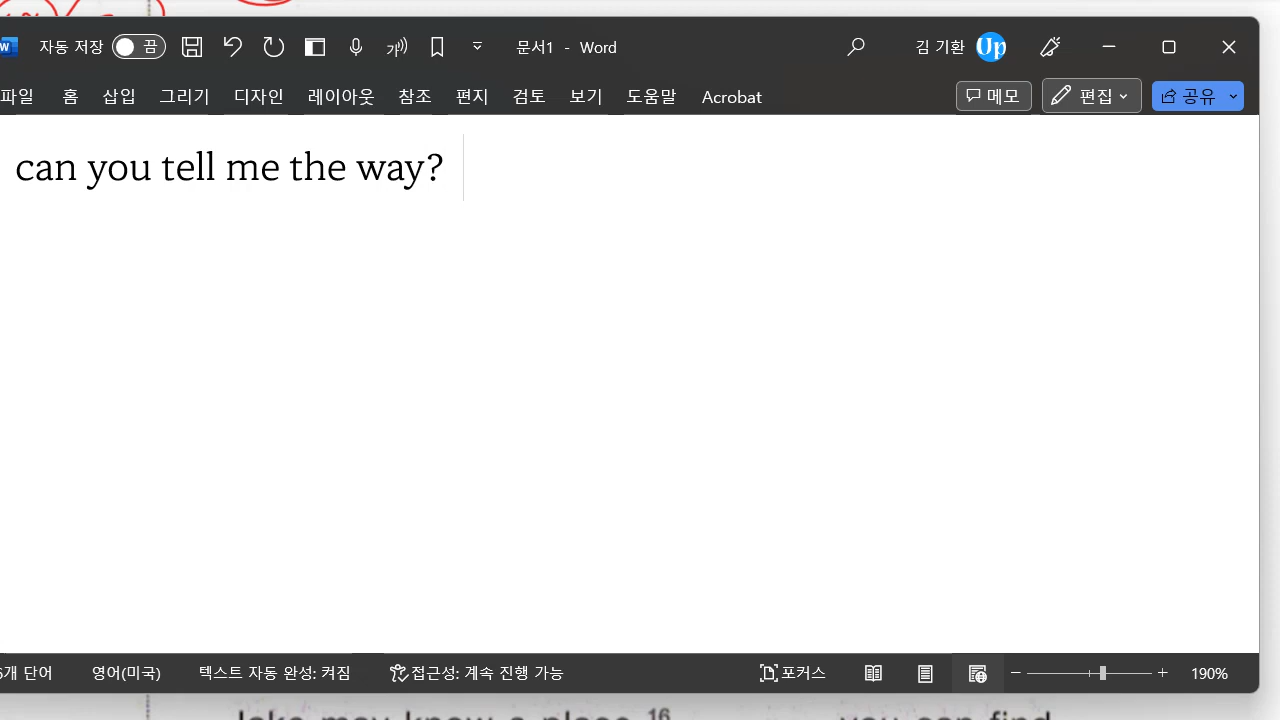 자동 저장 끔 문서1 - Word 김 기환 Up
파일 홈 삽입 그리기 디자인 레이아웃 참조 편지 검토 보기 도움말 Acrobat 메모 편집 공유
can you tell me the way?
6개 단어 영어(미국) 텍스트 자동 완성: 켜짐 접근성: 계속 진행 가능 포커스 190%
may know a place 16 you can find